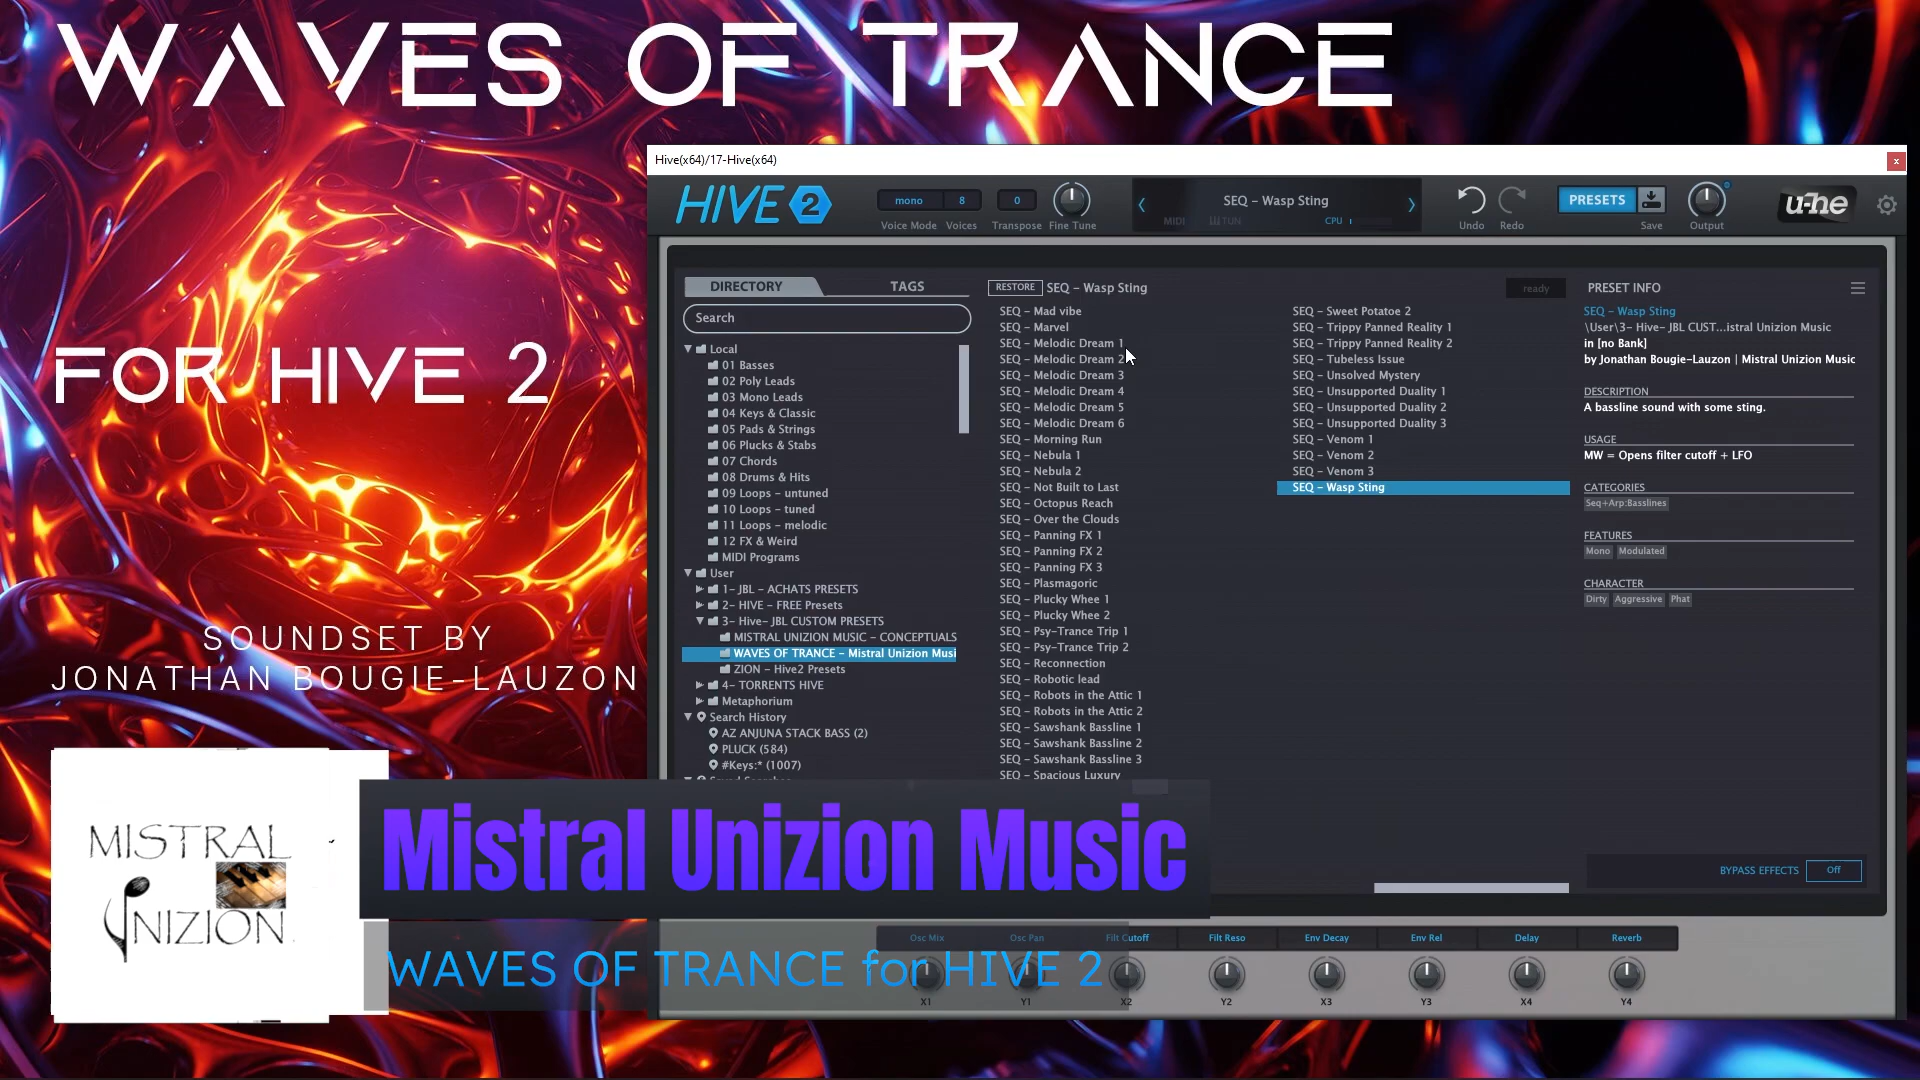 WAVES OF TRANCE
FOR HIVE 2
SOUNDSET BY
JONATHAN BOUGIE-LAUZON
MISTRAL
UNIZION
Hive(x64)/17-Hive(x64)
x
HIVE 2
mono 8
Voice Mode Voices
0
Transpose Fine Tune
SEQ - Wasp Sting
MIDI TUN CPU
Undo Redo
PRESETS
Save
0
Output
u-he
DIRECTORY TAGS
Search
Local
01 Basses
02 Poly Leads
03 Mono Leads
04 Keys & Classic
05 Pads & Strings
06 Plucks & Stabs
07 Chords
08 Drums & Hits
09 Loops - untuned
10 Loops - tuned
11 Loops - melodic
12 FX & Weird
MIDI Programs
User
1- JBL - ACHATS PRESETS
2- HIVE - FREE Presets
3- Hive- JBL CUSTOM PRESETS
MISTRAL UNIZION MUSIC - CONCEPTUALS
WAVES OF TRANCE - Mistral Unizion Musi
ZION - Hive2 Presets
4- TORRENTS HIVE
Metaphorium
Search History
AZ ANJUNA STACK BASS (2)
PLUCK (584)
#Keys:* (1007)
RESTORE SEQ - Wasp Sting
ready
SEQ - Mad vibe
SEQ - Marvel
SEQ - Melodic Dream 1
SEQ - Melodic Dream 2
SEQ - Melodic Dream 3
SEQ - Melodic Dream 4
SEQ - Melodic Dream 5
SEQ - Melodic Dream 6
SEQ - Morning Run
SEQ - Nebula 1
SEQ - Nebula 2
SEQ - Not Built to Last
SEQ - Octopus Reach
SEQ - Over the Clouds
SEQ - Panning FX 1
SEQ - Panning FX 2
SEQ - Panning FX 3
SEQ - Plasmagoric
SEQ - Plucky Whee 1
SEQ - Plucky Whee 2
SEQ - Psy-Trance Trip 1
SEQ - Psy-Trance Trip 2
SEQ - Reconnection
SEQ - Robotic lead
SEQ - Robots in the Attic 1
SEQ - Robots in the Attic 2
SEQ - Sawshank Bassline 1
SEQ - Sawshank Bassline 2
SEQ - Sawshank Bassline 3
SEQ - Spacious Luxury
SEQ - Sweet Potatoe 2
SEQ - Trippy Panned Reality 1
SEQ - Trippy Panned Reality 2
SEQ - Tubeless Issue
SEQ - Unsolved Mystery
SEQ - Unsupported Duality 1
SEQ - Unsupported Duality 2
SEQ - Unsupported Duality 3
SEQ - Venom 1
SEQ - Venom 2
SEQ - Venom 3
SEQ - Wasp Sting
PRESET INFO
SEQ - Wasp Sting
\User\3- Hive- JBL CUST...istral Unizion Music
in [no Bank]
by Jonathan Bougie-Lauzon | Mistral Unizion Music
DESCRIPTION
A bassline sound with some sting.
USAGE
MW = Opens filter cutoff + LFO
CATEGORIES
Seq+Arp:Basslines
FEATURES
Mono Modulated
CHARACTER
Dirty Aggressive Phat
BYPASS EFFECTS Off
Mistral Unizion Music
WAVES OF TRANCE for HIVE 2
Osc Mix Osc Pan Filt Cutoff Filt Reso Env Decay Env Rel Delay Reverb
X1 Y1 X2 Y2 X3 Y3 X4 Y4